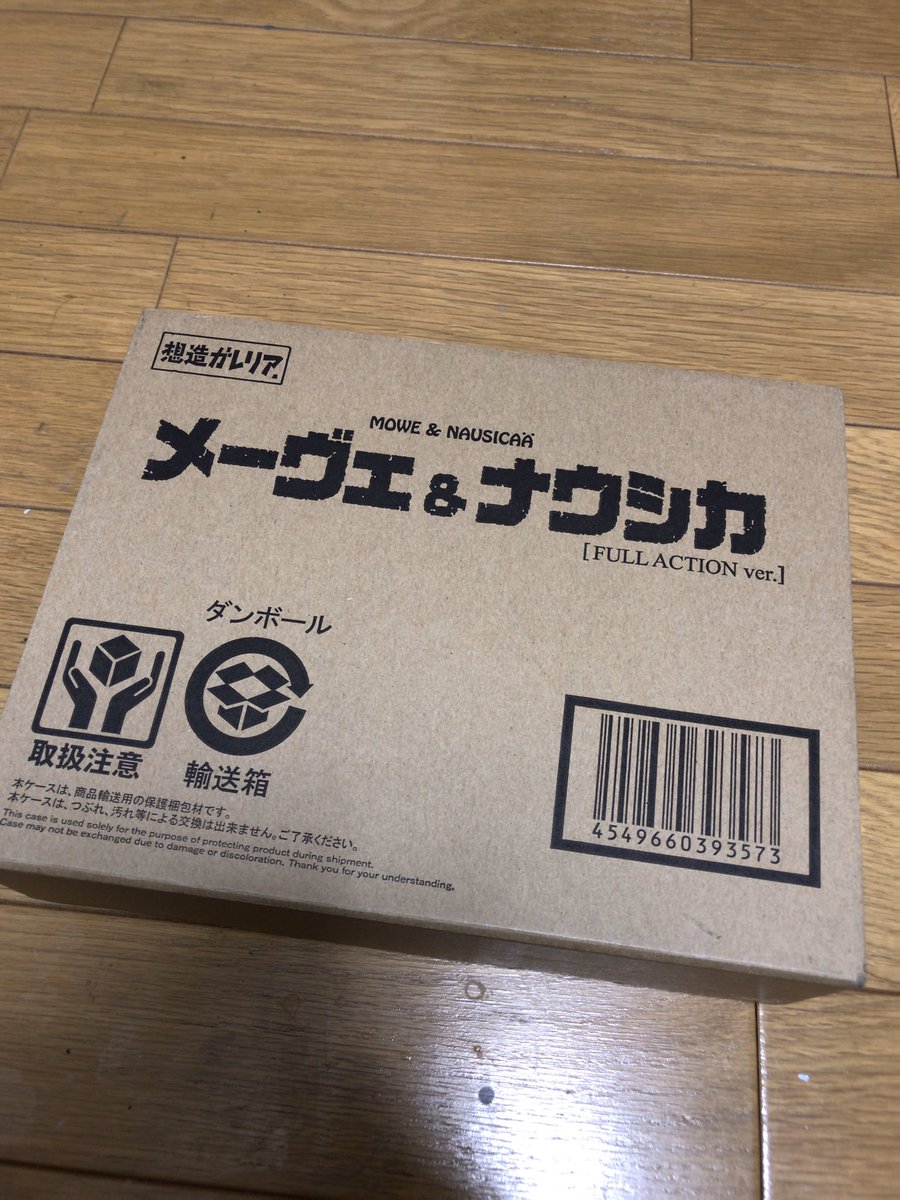 想造ガレリア.
MOWE & NAUSICAÄ
メーヴェ&ナウシカ
[FULL ACTION ver.]
ダンボール
取扱注意
輸送箱
本ケースは、商品輸送用の保護梱包材です。
本ケースは、つぶれ、汚れ等による交換は出来ません。ご了承ください。
This case is used solely for the purpose of protecting product during shipment.
Case may not be exchanged due to damage or discoloration. Thank you for your understanding.
4549660393573